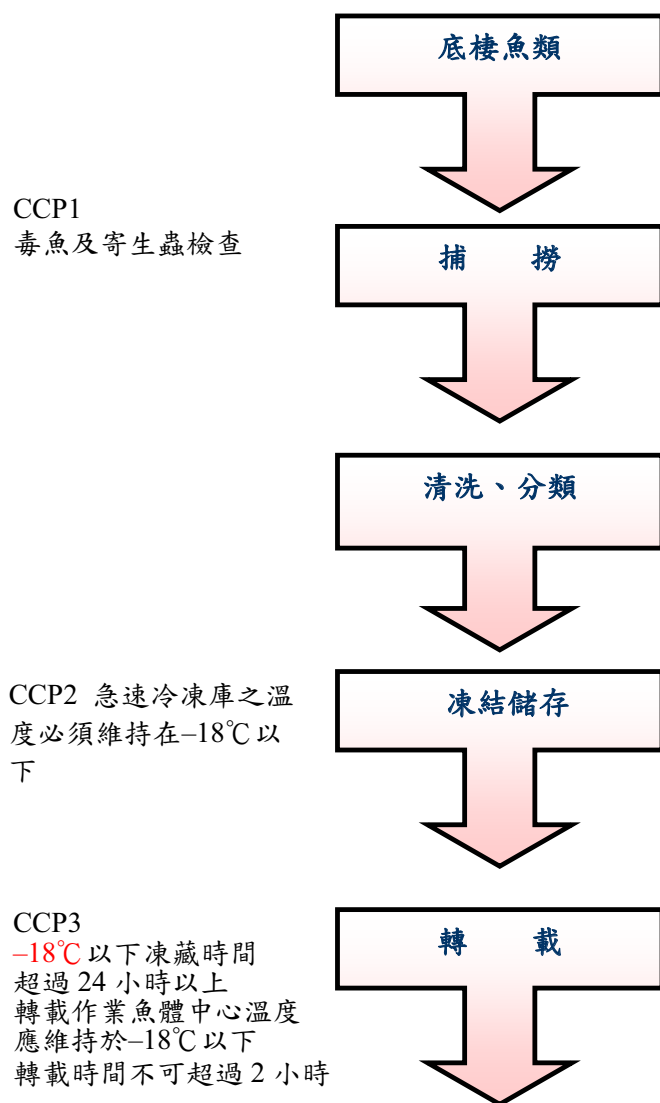 底棲魚類
CCP1
毒魚及寄生蟲檢查
捕 撈
清洗、分類
CCP2 急速冷凍庫之溫
度必須維持在–18℃以
下
凍結儲存
CCP3
–18℃以下凍藏時間
超過 24 小時以上
轉載作業魚體中心溫度
應維持於–18℃以下
轉載時間不可超過 2 小時
轉 載